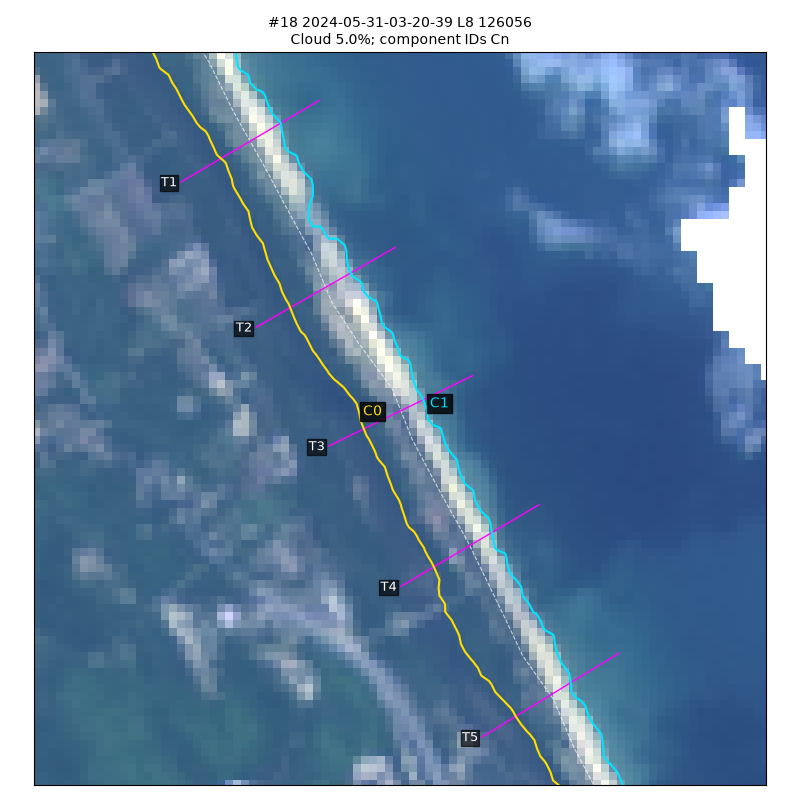 #18 2024-05-31-03-20-39 L8 126056
Cloud 5.0%; component IDs Cn
T1
T2
C0
C1
T3
T4
T5